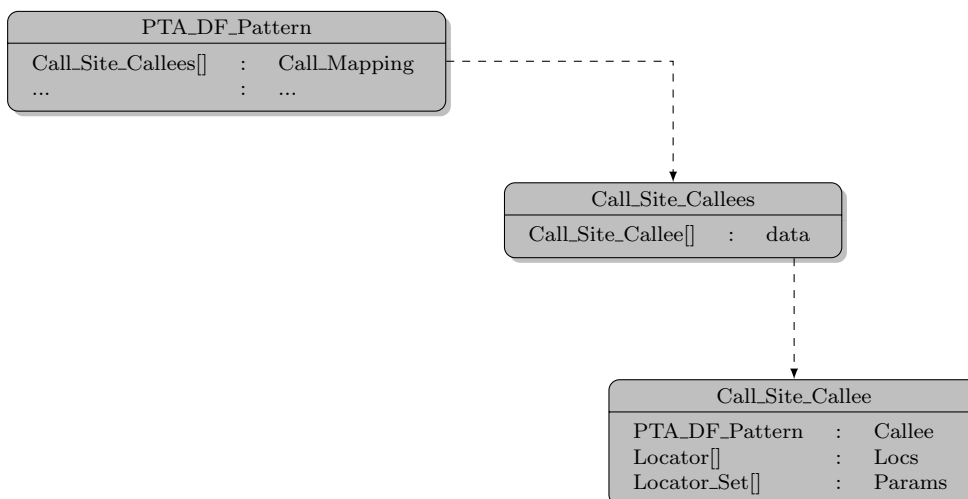 PTA_DF_Pattern
Call_Site_Callees[] : Call_Mapping
... : ...
Call_Site_Callees
Call_Site_Callee[] : data
Call_Site_Callee
PTA_DF_Pattern : Callee
Locator[] : Locs
Locator_Set[] : Params